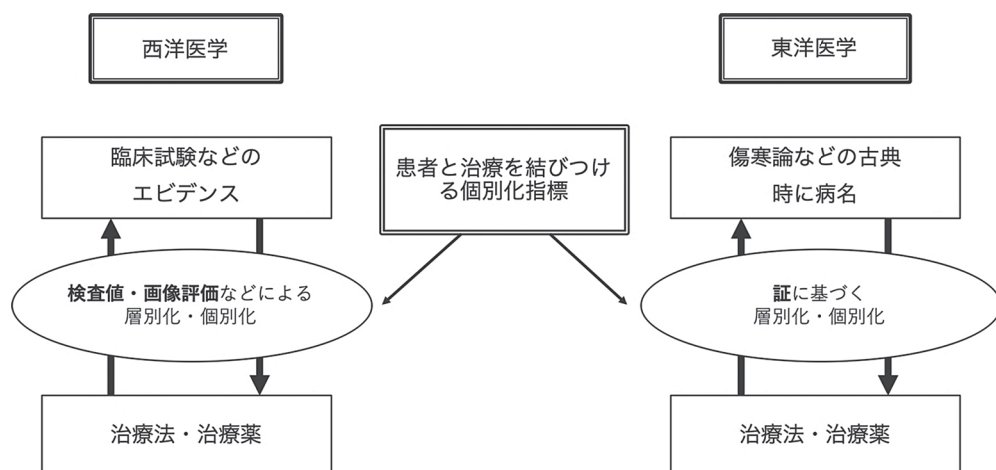 西洋医学
東洋医学
臨床試験などの
エビデンス
患者と治療を結びつけ
る個別化指標
傷寒論などの古典
時に病名
検査値・画像評価などによる
層別化・個別化
証に基づく
層別化・個別化
治療法・治療薬
治療法・治療薬